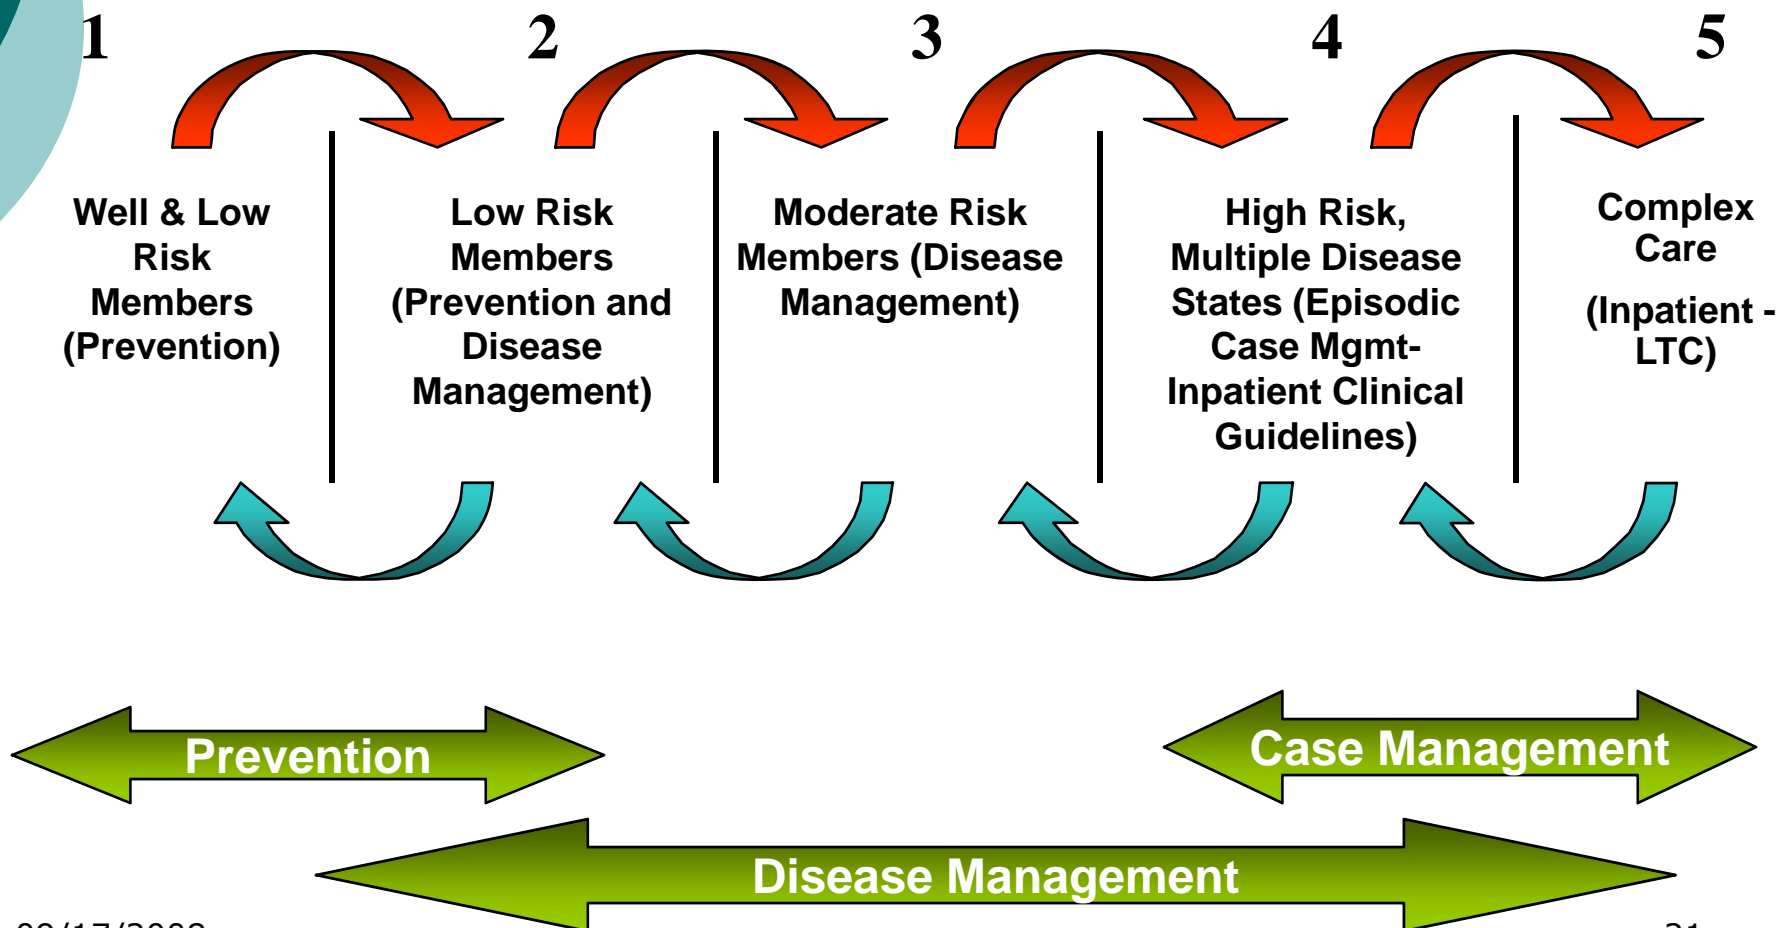 1
2
3
4
5
Well & Low
Risk
Members
(Prevention)
Low Risk
Members
(Prevention and
Disease
Management)
Moderate Risk
Members (Disease
Management)
High Risk,
Multiple Disease
States (Episodic
Case Mgmt-
Inpatient Clinical
Guidelines)
Complex
Care
(Inpatient -
LTC)
Prevention
Case Management
Disease Management